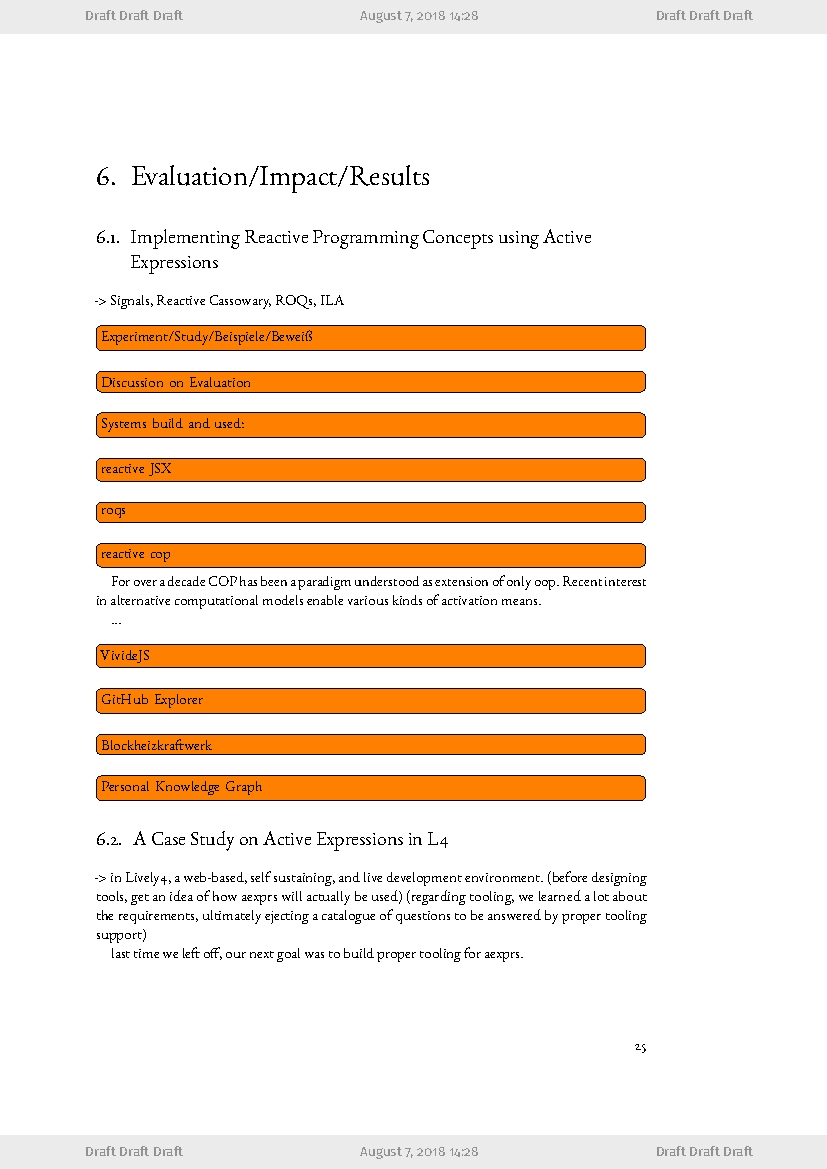 Draft Draft Draft August 7, 2018 14:28 Draft Draft Draft
6. Evaluation/Impact/Results
6.1. Implementing Reactive Programming Concepts using Active
Expressions
-> Signals, Reactive Cassowary, ROQs, ILA
Experiment/Study/Beispiele/Beweiß
Discussion on Evaluation
Systems build and used:
reactive JSX
roqs
reactive cop
For over a decade COP has been a paradigm understood as extension of only oop. Recent interest
in alternative computational models enable various kinds of activation means.
...
VivideJS
GitHub Explorer
Blockheizkraftwerk
Personal Knowledge Graph
6.2. A Case Study on Active Expressions in L4
-> in Lively4, a web-based, self sustaining, and live development environment. (before designing
tools, get an idea of how aexprs will actually be used) (regarding tooling, we learned a lot about
the requirements, ultimately ejecting a catalogue of questions to be answered by proper tooling
support)
last time we left off, our next goal was to build proper tooling for aexprs.
25
Draft Draft Draft August 7, 2018 14:28 Draft Draft Draft